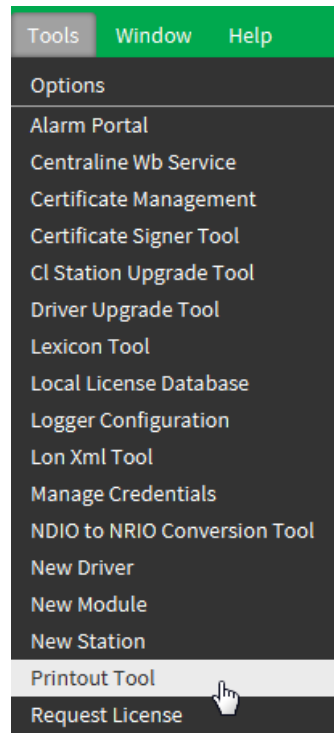 Tools Window Help
Options
Alarm Portal
Centraline Wb Service
Certificate Management
Certificate Signer Tool
Cl Station Upgrade Tool
Driver Upgrade Tool
Lexicon Tool
Local License Database
Logger Configuration
Lon Xml Tool
Manage Credentials
NDIO to NRIO Conversion Tool
New Driver
New Module
New Station
Printout Tool
Request License